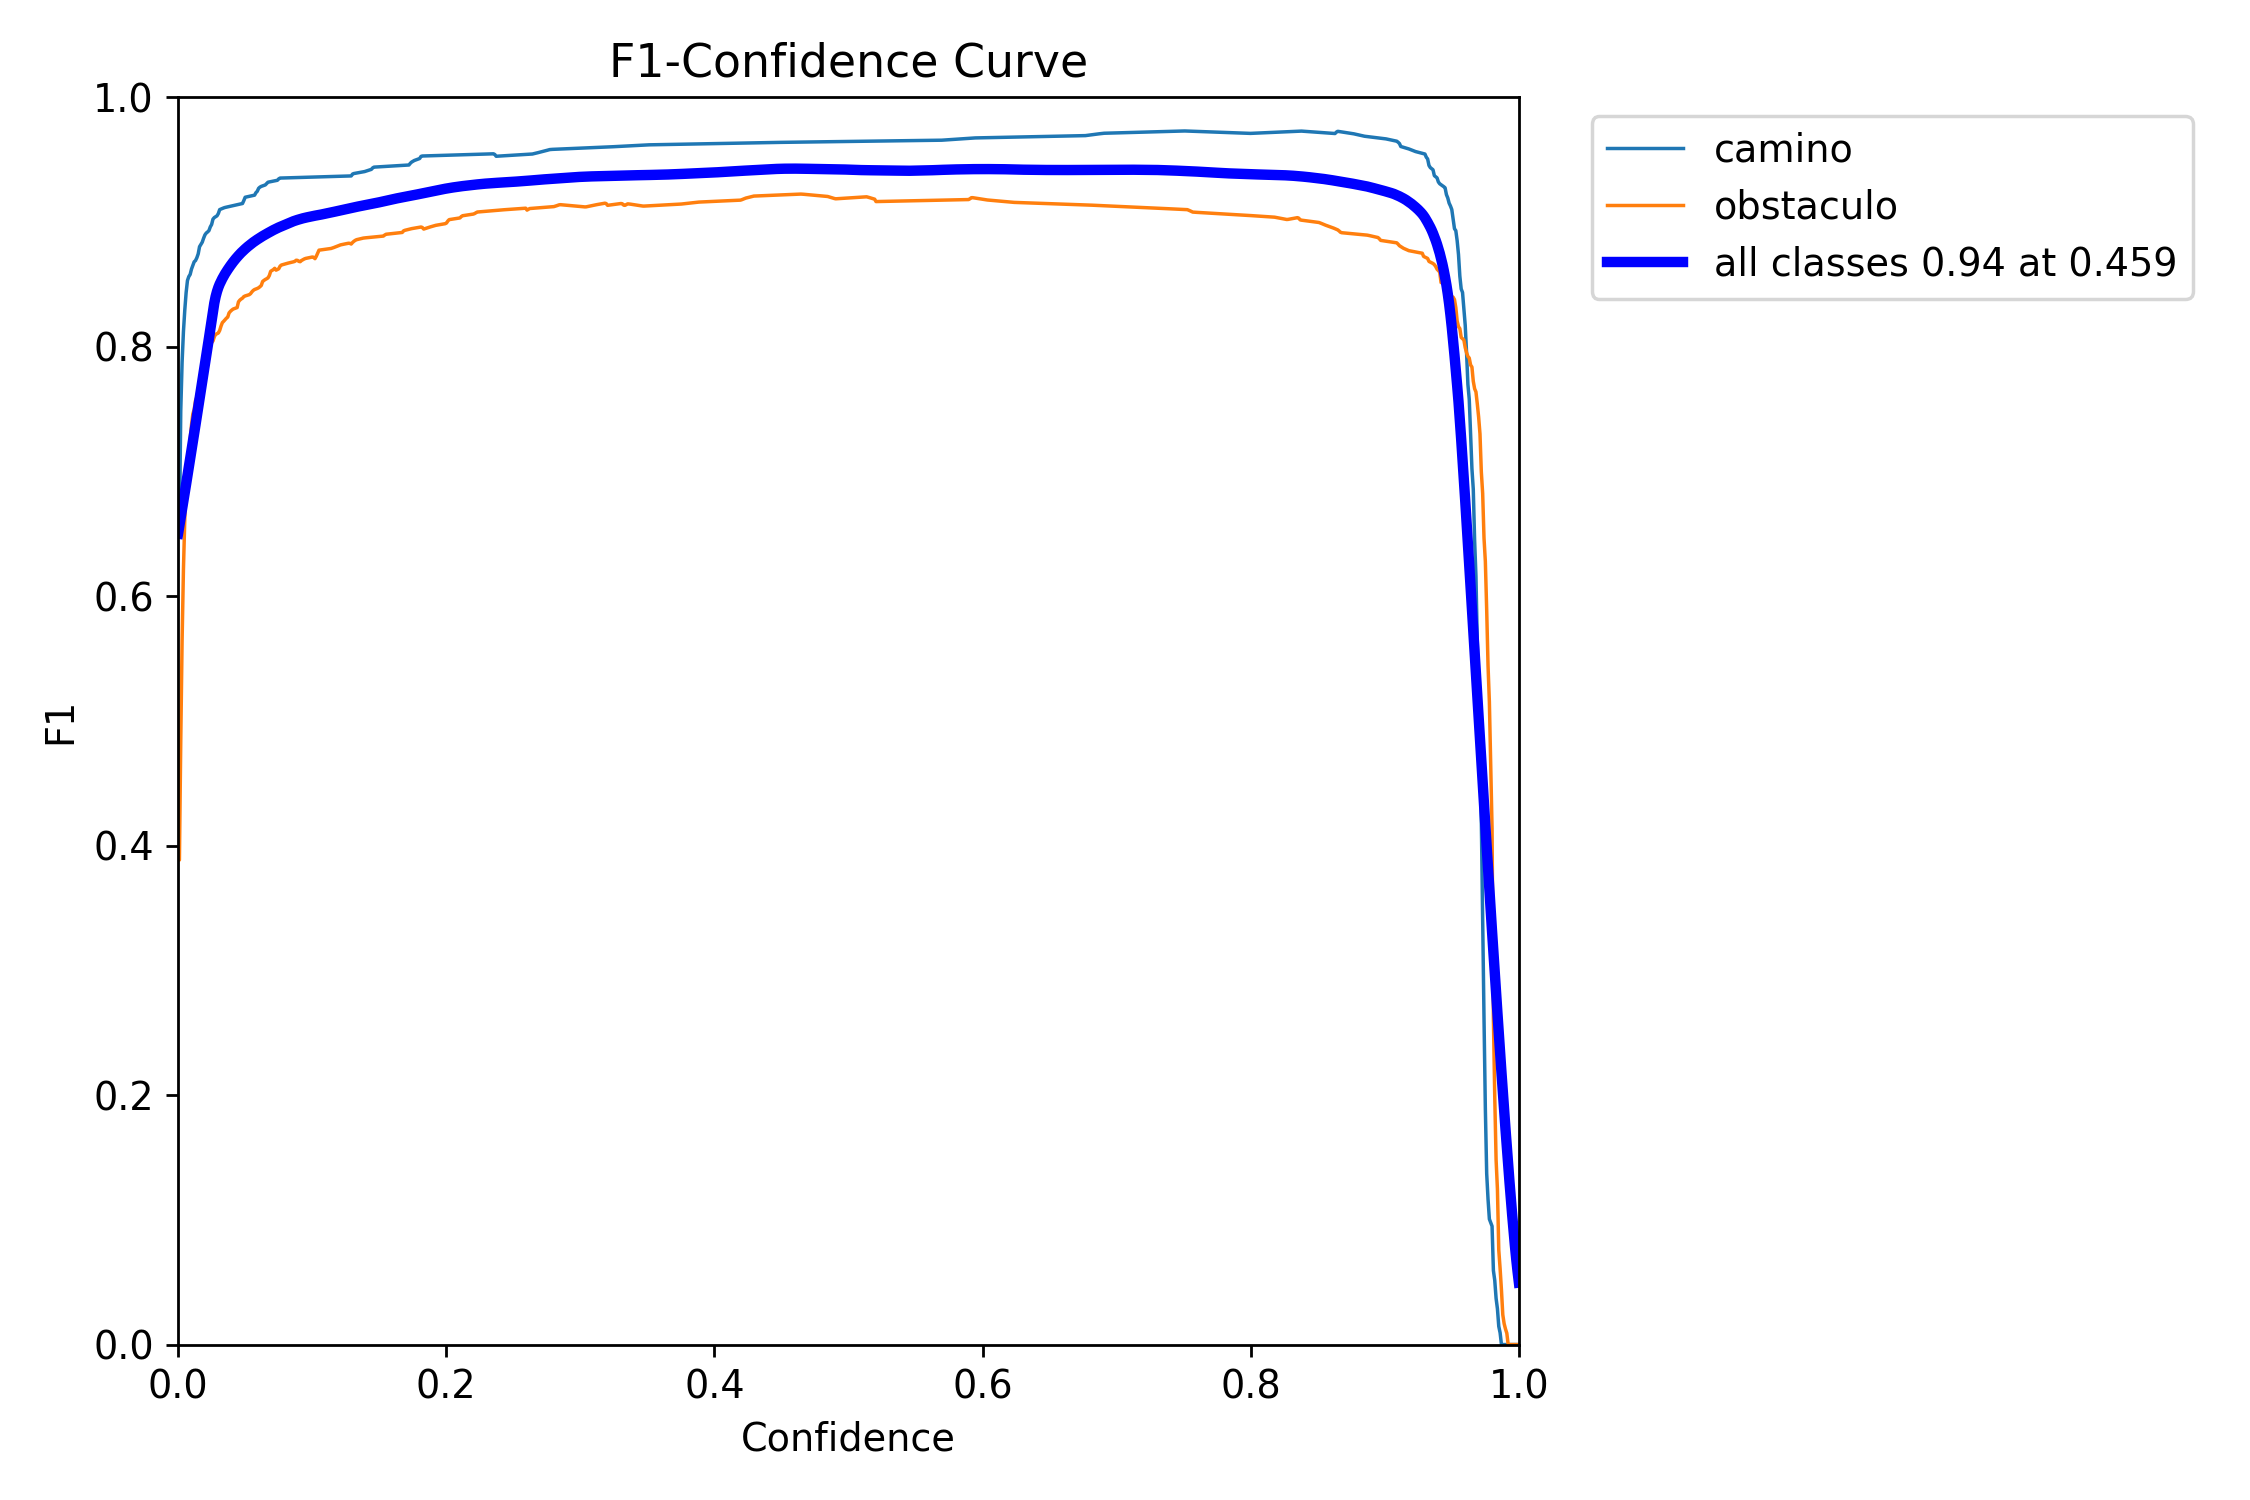 F1-Confidence Curve
1.0
0.8
0.6
0.4
0.2
0.0
F1
0.0 0.2 0.4 0.6 0.8 1.0
Confidence
camino
obstaculo
all classes 0.94 at 0.459